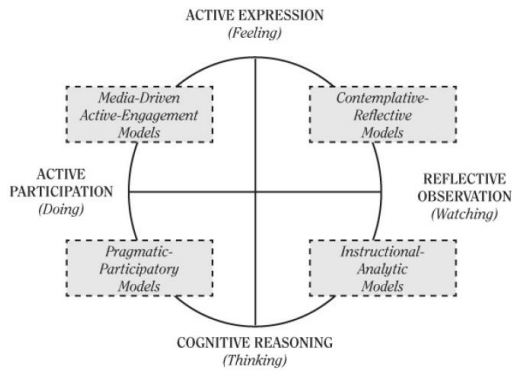 ACTIVE EXPRESSION
(Feeling)
Media-Driven
Active-Engagement
Models
Contemplative-
Reflective
Models
ACTIVE
PARTICIPATION
(Doing)
REFLECTIVE
OBSERVATION
(Watching)
Pragmatic-
Participatory
Models
Instructional-
Analytic
Models
COGNITIVE REASONING
(Thinking)